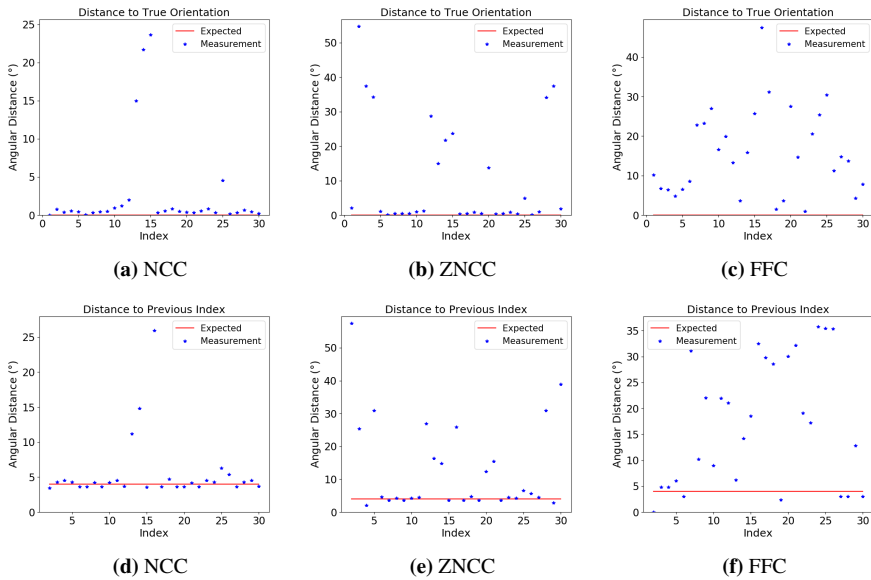 Distance to True Orientation
Expected
Measurement
Angular Distance (°)
25
20
15
10
5
0
0 5 10 15 20 25 30
Index
(a) NCC
Distance to True Orientation
Expected
Measurement
Angular Distance (°)
50
40
30
20
10
0
0 5 10 15 20 25 30
Index
(b) ZNCC
Distance to True Orientation
Expected
Measurement
Angular Distance (°)
40
30
20
10
0
0 5 10 15 20 25 30
Index
(c) FFC
Distance to Previous Index
Expected
Measurement
Angular Distance (°)
25
20
15
10
5
0
5 10 15 20 25 30
Index
(d) NCC
Distance to Previous Index
Expected
Measurement
Angular Distance (°)
50
40
30
20
10
0
5 10 15 20 25 30
Index
(e) ZNCC
Distance to Previous Index
Expected
Measurement
Angular Distance (°)
35
30
25
20
15
10
5
0
5 10 15 20 25 30
Index
(f) FFC